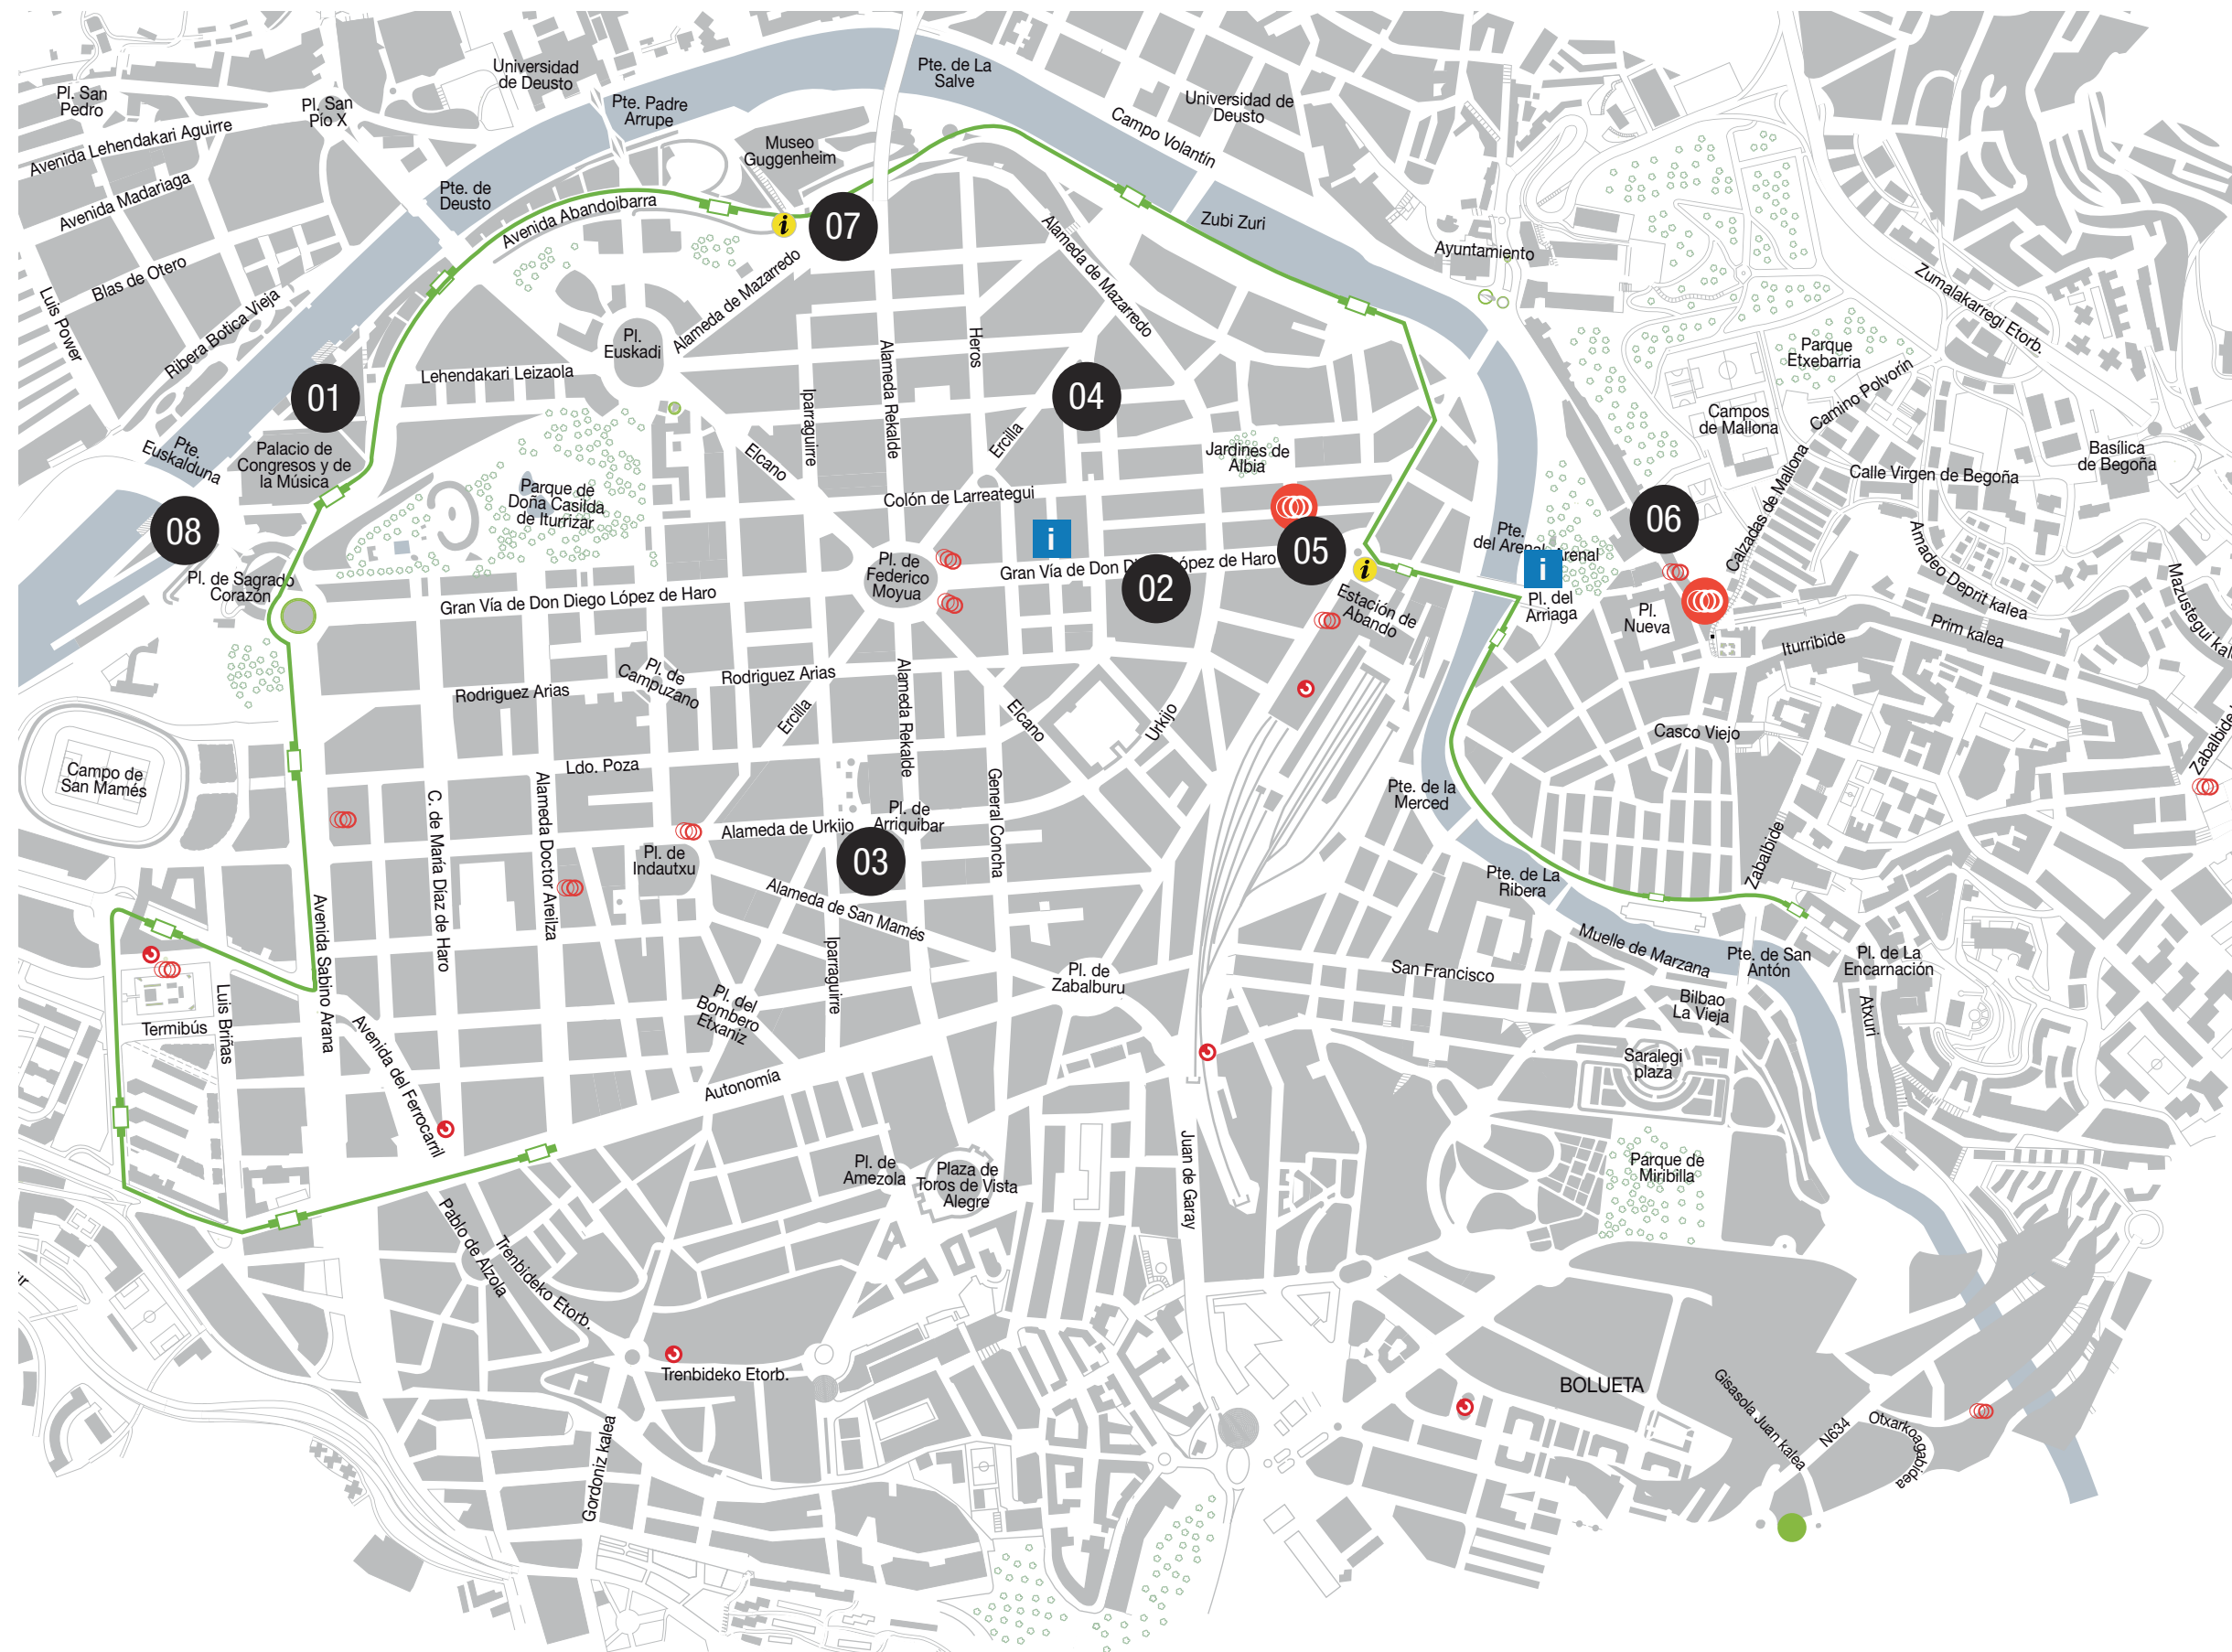 Pl. San
Pedro
Pl. San
Pío X
Universidad
de Deusto
Pte. Padre
Arrupe
Pte. de La
Salve
Universidad de
Deusto
Campo Volantín
Avenida Lehendakari Aguirre
Avenida Madariaga
Blas de Otero
Luis Power
Ribera Botica Vieja
Pte. de
Deusto
Avenida Abandoibarra
Museo
Guggenheim
i
07
Zubi Zuri
Ayuntamiento
Alameda de Mazarredo
Alameda de Mazarredo
Zumalakarregi Etorb.
Parque
Etxebarria
Camino Polvorín
Campos
de Mallona
Calzadas de Mallona
Calle Virgen de Begoña
Basílica
de Begoña
Amadeo Deprit kalea
Pl.
Euskadi
Lehendakari Leizaola
Iparraguirre
Alameda Rekalde
Heros
Ercilla
04
01
Pte.
Euskalduna
Palacio de
Congresos y de
la Música
08
Pl. de Sagrado
Corazón
Parque de
Doña Casilda
de Iturrizar
Elcano
Colón de Larreategui
Jardines de
Albia
i
05
02
06
Pl. de
Federico
Moyua
Gran Vía de Don Diego López de Haro
Gran Vía de Don D
López de Haro
i
Estación de
Abando
Pte.
del Arenal
Arenal
i
Pl. del
Arriaga
Pl.
Nueva
Iturribide
Prim kalea
Zabalbide
Casco Viejo
Rodriguez Arias
Pl. de
Campuzano
Rodriguez Arias
Ercilla
Alameda Rekalde
Elcano
Urkijo
Campo de
San Mamés
Ldo. Poza
C. de María Diaz de Haro
Alameda Doctor Areilza
Pl. de
Indautxu
Alameda de Urkijo
Pl. de
Arriquibar
General Concha
03
Pte. de la
Merced
Pte. de La
Ribera
Zabalbide
Alameda de San Mamés
Iparraguirre
Pl. de
Zabalburu
San Francisco
Muelle de Marzana
Pte. de San
Antón
Pl. de La
Encarnación
Bilbao
La Vieja
Atxuri
Termibús
Luis Briñas
Avenida Sabino Arana
Avenida del Ferrocarril
Pl. del
Bombero
Etxaniz
Autonomía
Saralegi
plaza
Parque de
Miribilla
Pl. de
Amezola
Plaza de
Toros de Vista
Alegre
Juan de Garay
Pablo de Alzola
Trenbideko Etorb.
Trenbideko Etorb.
Gordoniz kalea
BOLUETA
Gisasola Juan kalea
N634
Otxarkoagabidea